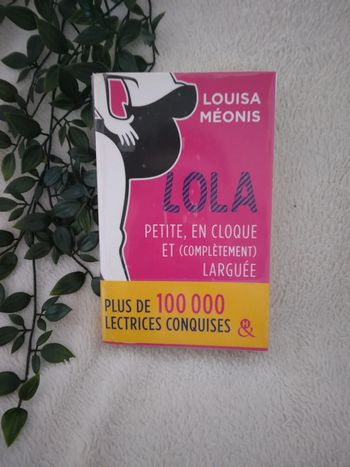 LOUISA
MÉONIS
LOLA
PETITE, EN CLOQUE
ET (COMPLÈTEMENT)
LARGUÉE
PLUS DE 100 000
LECTRICES CONQUISES